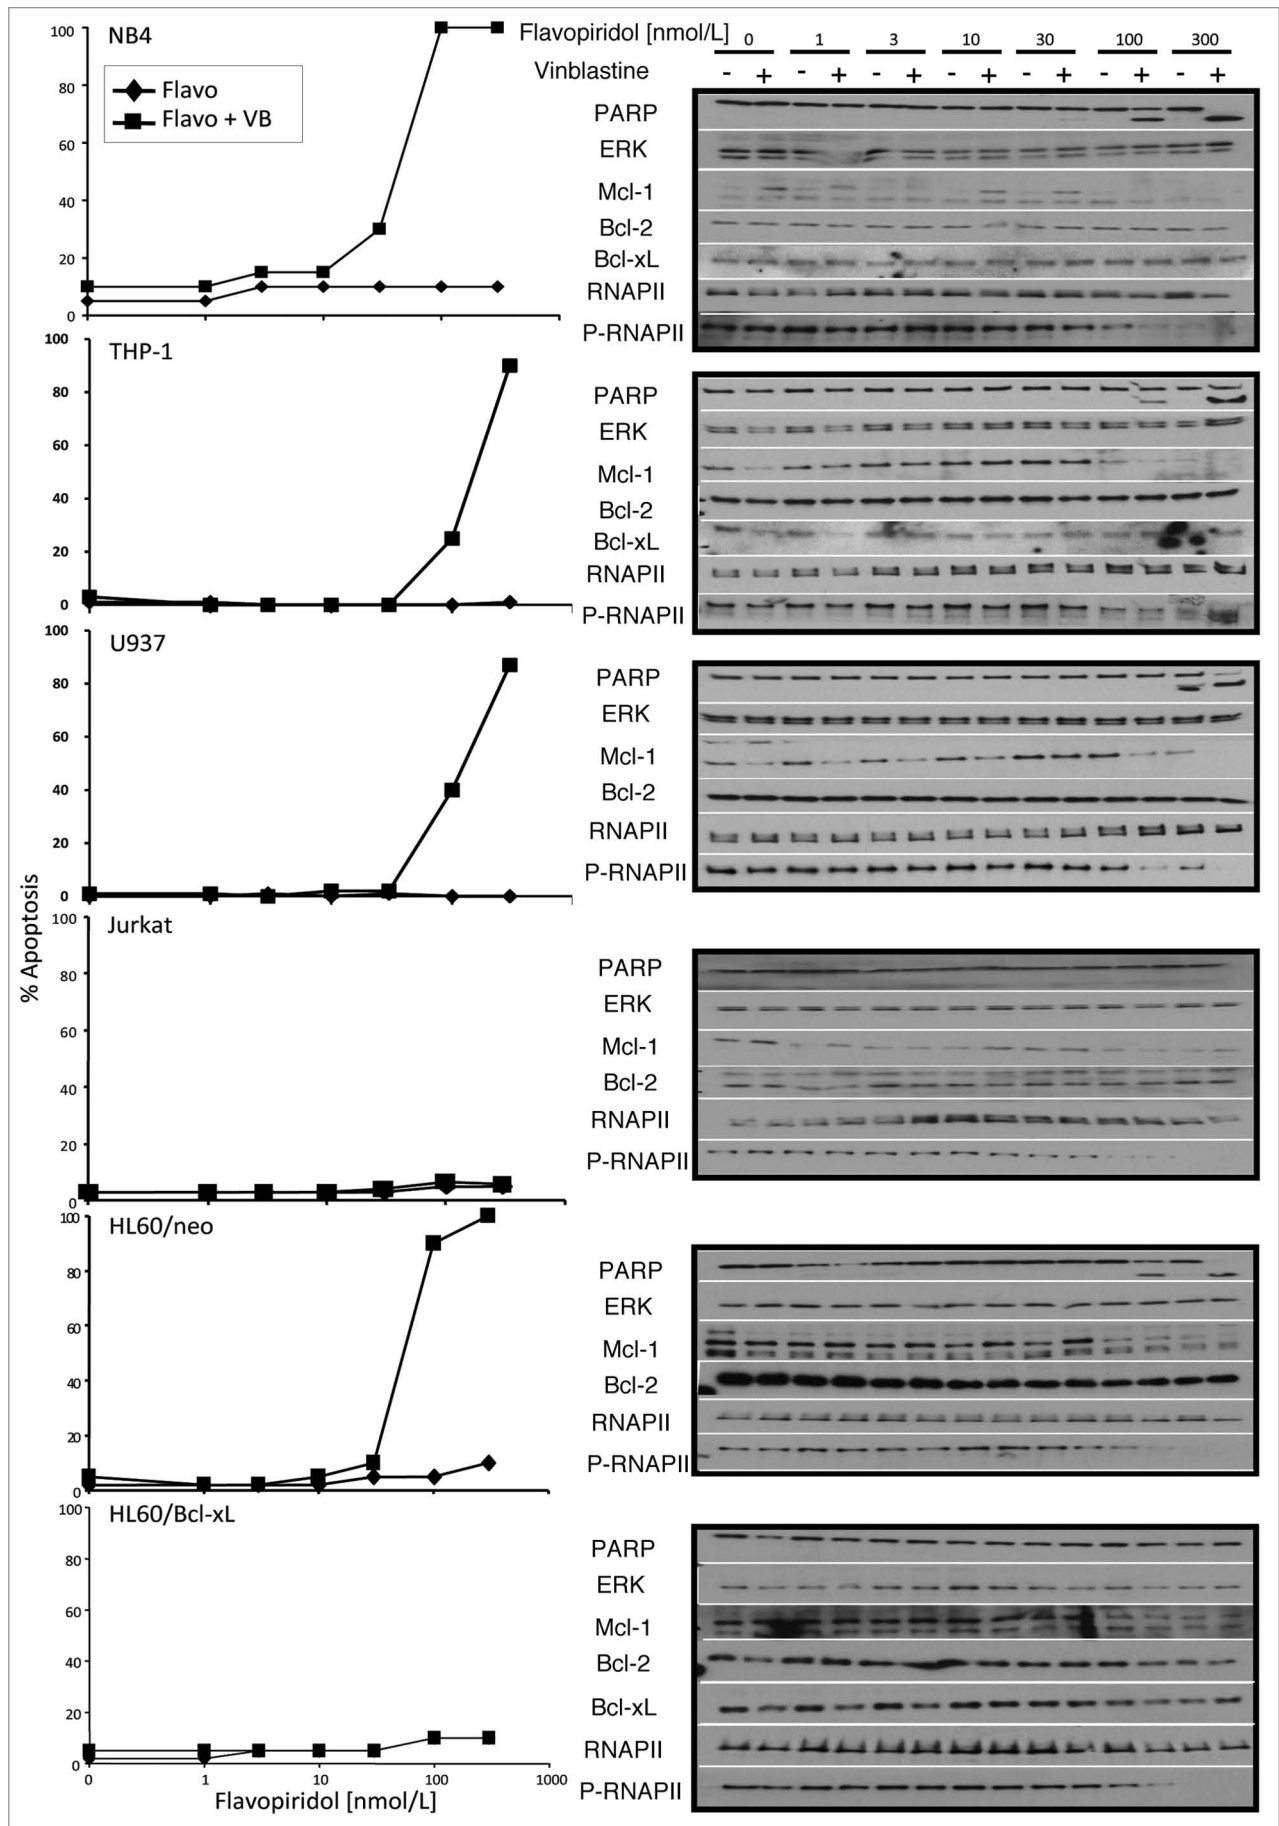 NB4
Flavo
Flavo + VB
100
80
60
40
20
0
Flavopiridol [nmol/L] 0 1 3 10 30 100 300
Vinblastine - + - + - + - + - + - + - +
PARP
ERK
Mcl-1
Bcl-2
Bcl-xL
RNAPII
P-RNAPII
THP-1
100
80
60
40
20
0
PARP
ERK
Mcl-1
Bcl-2
Bcl-xL
RNAPII
P-RNAPII
U937
100
80
60
40
20
0
PARP
ERK
Mcl-1
Bcl-2
RNAPII
P-RNAPII
% Apoptosis
Jurkat
100
80
60
40
20
0
PARP
ERK
Mcl-1
Bcl-2
RNAPII
P-RNAPII
HL60/neo
100
80
60
40
20
0
PARP
ERK
Mcl-1
Bcl-2
RNAPII
P-RNAPII
HL60/Bcl-xL
100
80
60
40
20
0
0 1 10 100 1000
Flavopiridol [nmol/L]
PARP
ERK
Mcl-1
Bcl-2
Bcl-xL
RNAPII
P-RNAPII